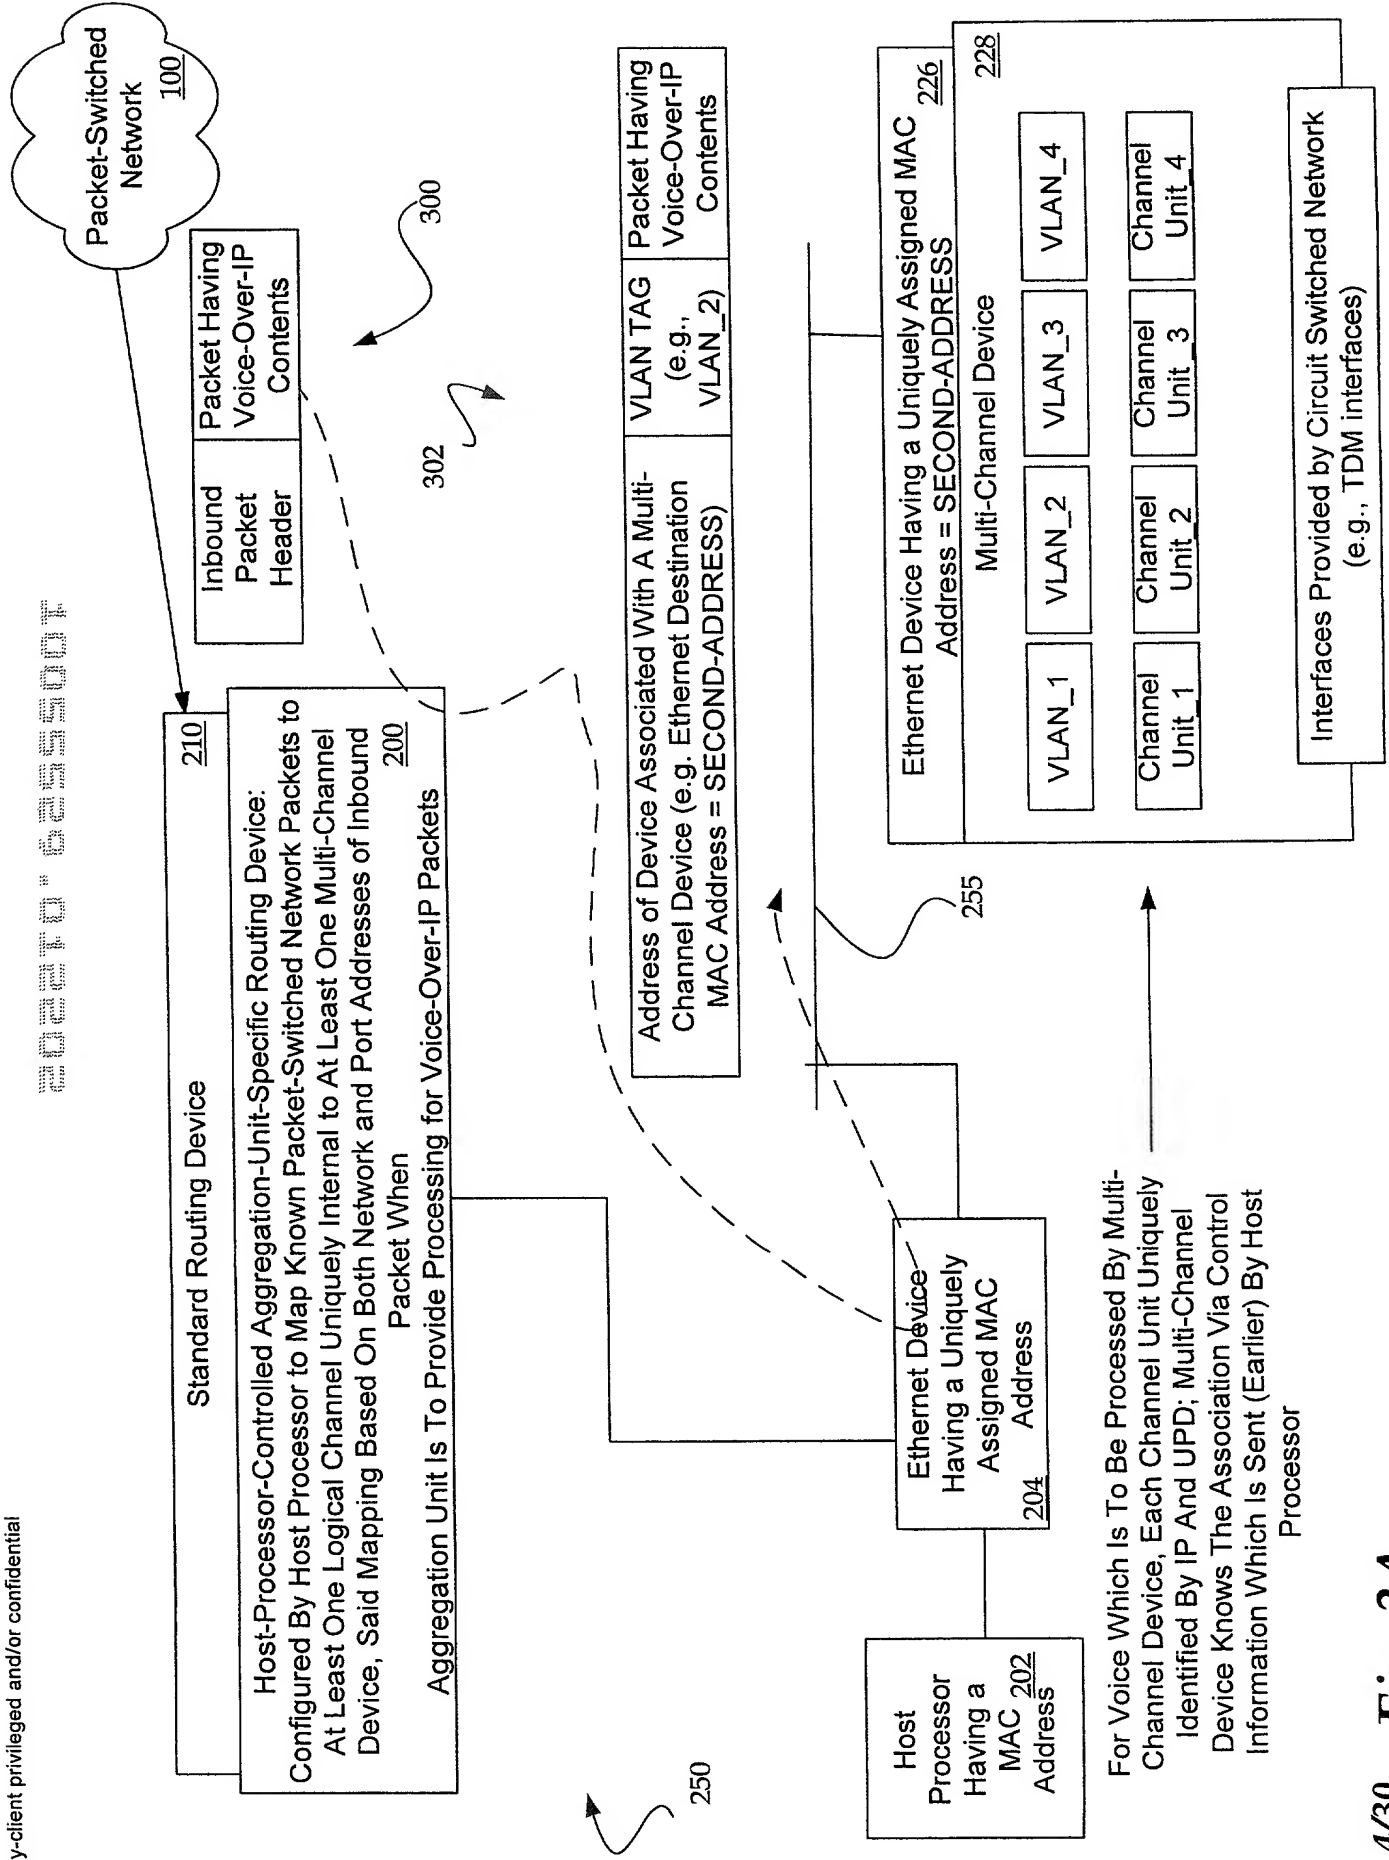 y-client privileged and/or confidential
10055529.012202
Packet-Switched
Network
100
Standard Routing Device
210
Host-Processor-Controlled Aggregation-Unit-Specific Routing Device:
Configured By Host Processor to Map Known Packet-Switched Network Packets to
At Least One Logical Channel Uniquely Internal to At Least One Multi-Channel
Device, Said Mapping Based On Both Network and Port Addresses of Inbound
Packet When
200
Aggregation Unit Is To Provide Processing for Voice-Over-IP Packets
Inbound
Packet
Header
Packet Having
Voice-Over-IP
Contents
300
302
Address of Device Associated With A Multi-
Channel Device (e.g. Ethernet Destination
MAC Address = SECOND-ADDRESS)
VLAN TAG
(e.g.,
VLAN_2)
Packet Having
Voice-Over-IP
Contents
250
255
Host
Processor
Having a
MAC 202
Address
Ethernet Device
Having a Uniquely
Assigned MAC
Address
204
Ethernet Device Having a Uniquely Assigned MAC
Address = SECOND-ADDRESS
226
Multi-Channel Device
228
VLAN_1
VLAN_2
VLAN_3
VLAN_4
Channel
Unit_1
Channel
Unit_2
Channel
Unit_3
Channel
Unit_4
Interfaces Provided by Circuit Switched Network
(e.g., TDM interfaces)
For Voice Which Is To Be Processed By Multi-
Channel Device, Each Channel Unit Uniquely
Identified By IP And UPD; Multi-Channel
Device Knows The Association Via Control
Information Which Is Sent (Earlier) By Host
Processor